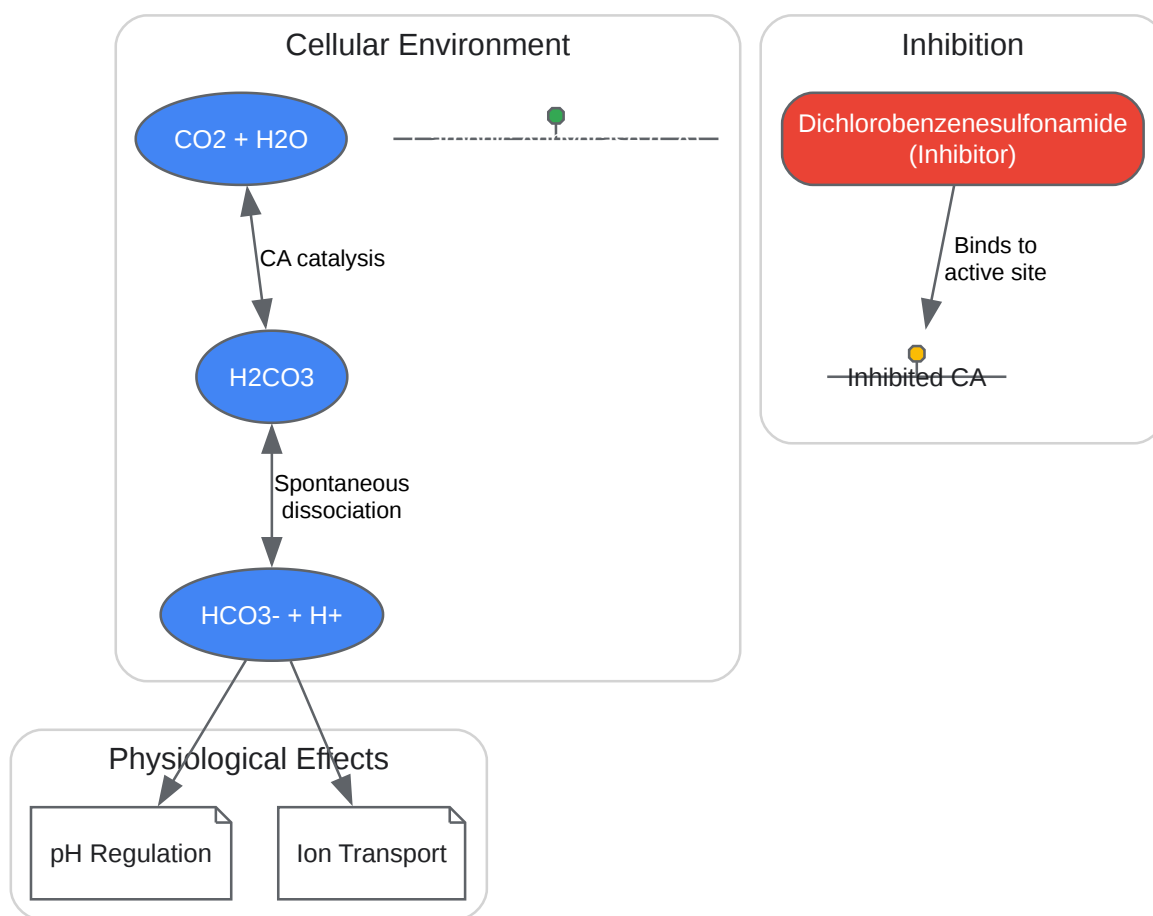 Cellular Environment
Inhibition
CO2 + H2O
Dichlorobenzenesulfonamide
(Inhibitor)
CA catalysis
Binds to
active site
H2CO3
Inhibited CA
Spontaneous
dissociation
HCO3- + H+
Physiological Effects
pH Regulation
Ion Transport